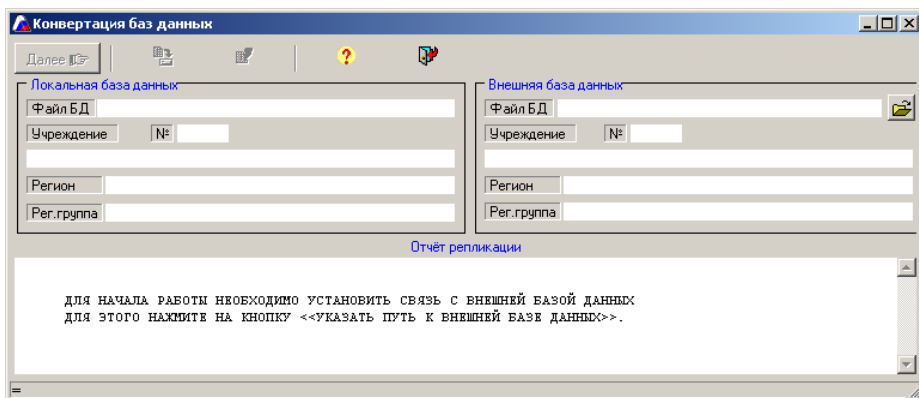 Конвертация баз данных
Далее
?
Локальная база данных
Файл БД
Учреждение №
Регион
Рег.группа
Внешняя база данных
Файл БД
Учреждение №
Регион
Рег.группа
Отчёт репликации
ДЛЯ НАЧАЛА РАБОТЫ НЕОБХОДИМО УСТАНОВИТЬ СВЯЗЬ С ВНЕШНЕЙ БАЗОЙ ДАННЫХ
ДЛЯ ЭТОГО НАЖМИТЕ НА КНОПКУ <<УКАЗАТЬ ПУТЬ К ВНЕШНЕЙ БАЗЕ ДАННЫХ>>.
=